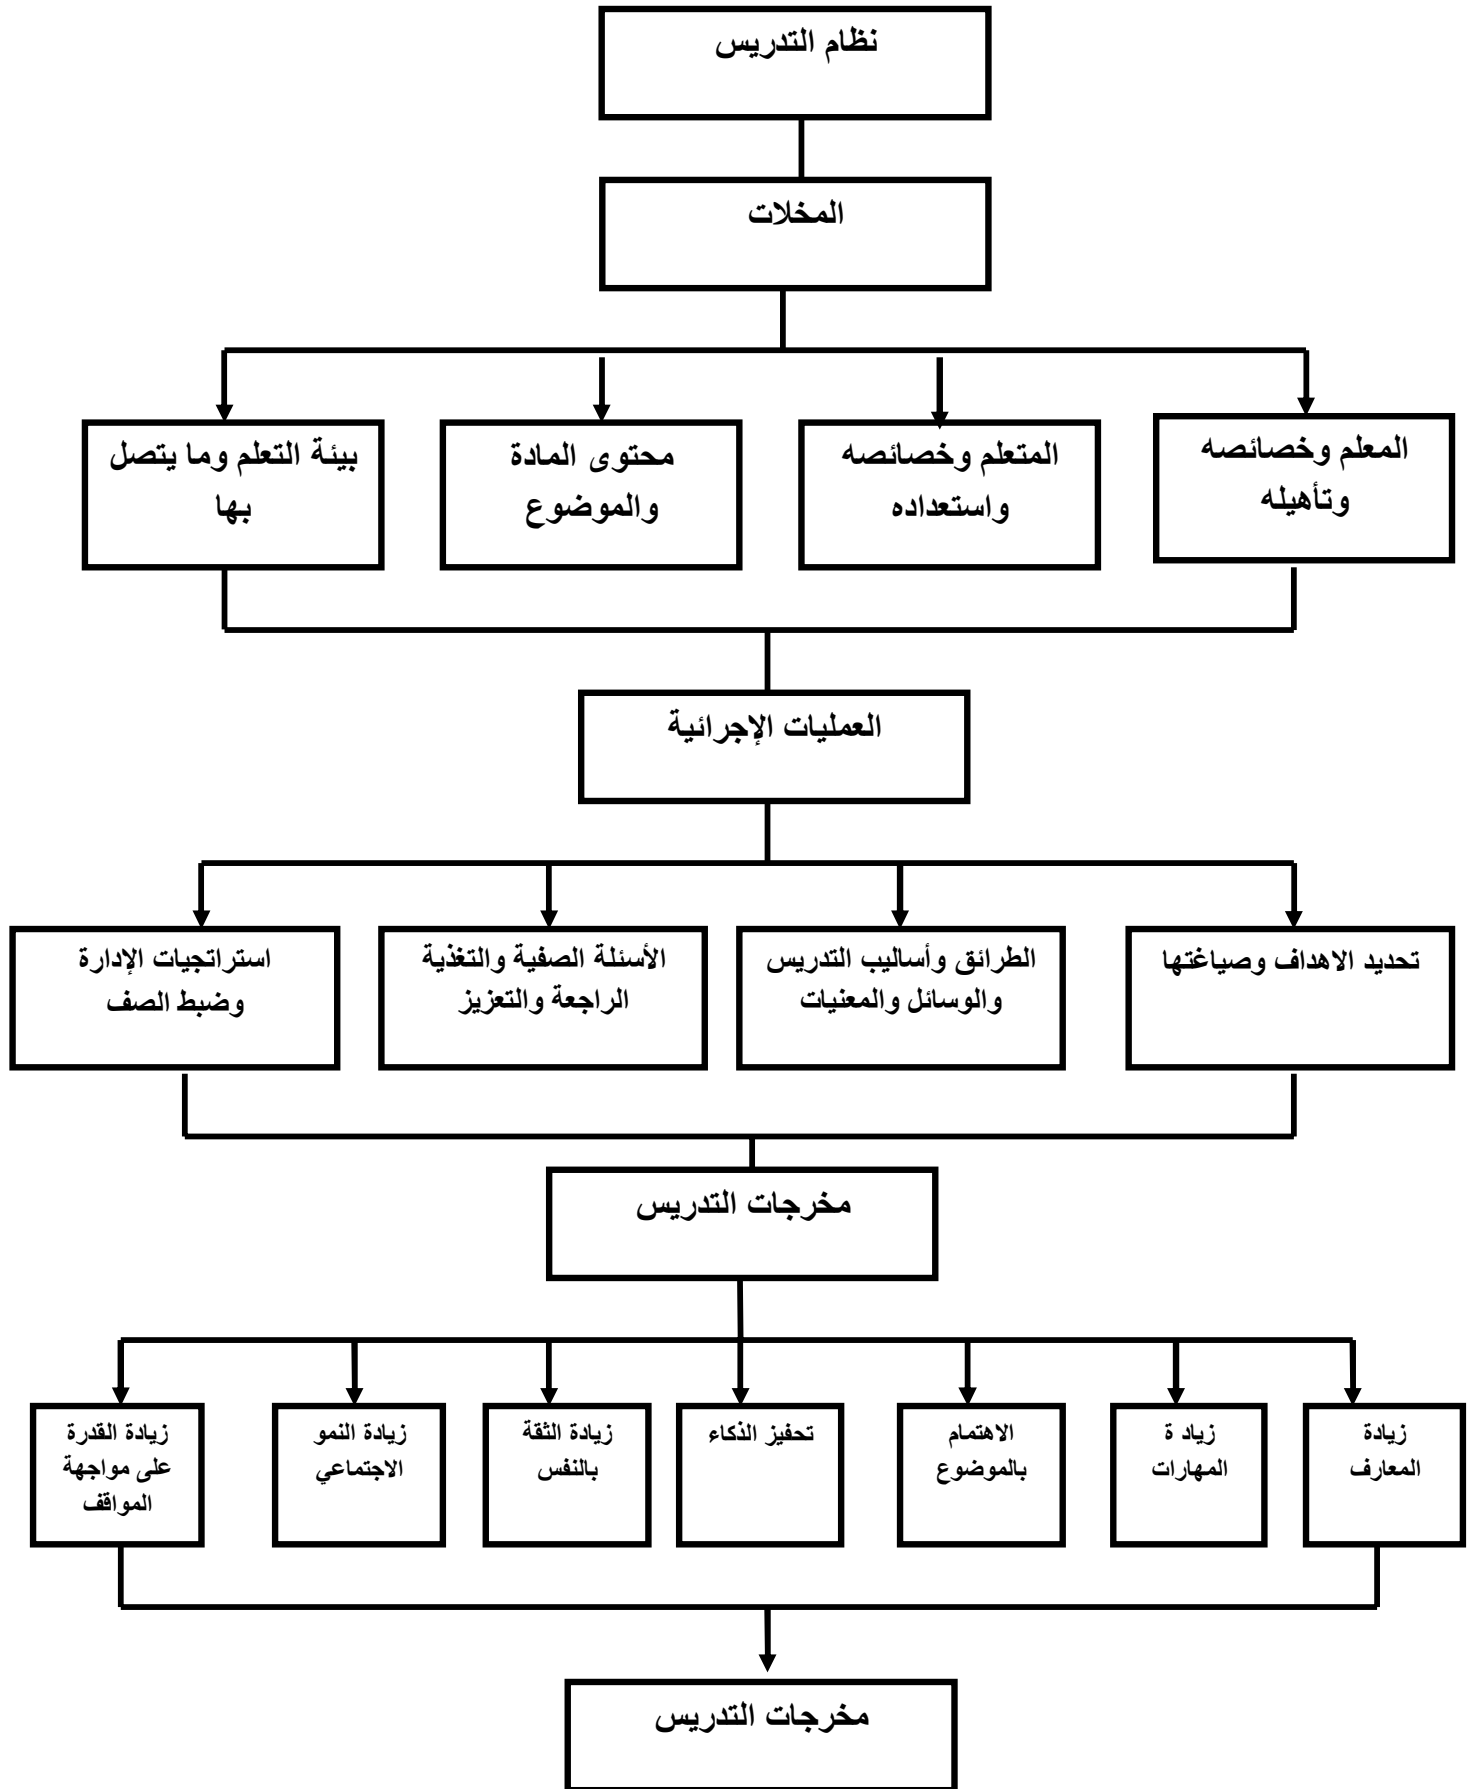 نظام التدريس
المخلات
المعلم وخصائصه
وتأهيله
المتعلم وخصائصه
واستعداده
محتوى المادة
والموضوع
بيئة التعلم وما يتصل
بها
العمليات الإجرائية
تحديد الاهداف وصياغتها
الطرائق وأساليب التدريس
والوسائل والمعنيات
الأسئلة الصفية والتغذية
الراجعة والتعزيز
استراتجيات الإدارة
وضبط الصف
مخرجات التدريس
زيادة
المعارف
زياد ة
المهارات
الاهتمام
بالموضوع
تحفيز الذكاء
زيادة الثقة
بالنفس
زيادة النمو
الاجتماعي
زيادة القدرة
على مواجهة
المواقف
مخرجات التدريس